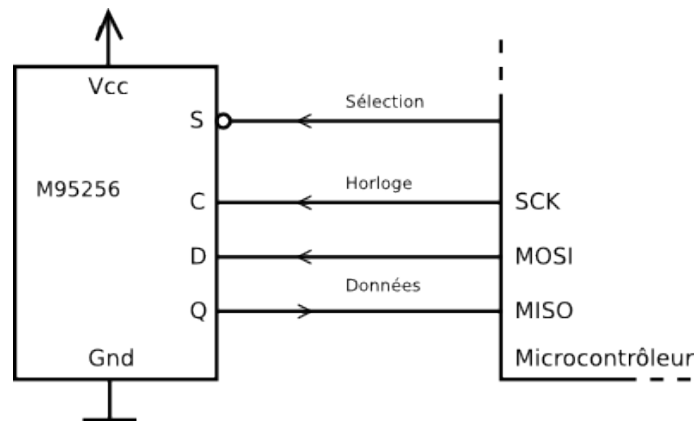 Vcc
Sélection
S
M95256
Horloge
C
SCK
D
MOSI
Données
Q
MISO
Gnd
Microcontrôleur